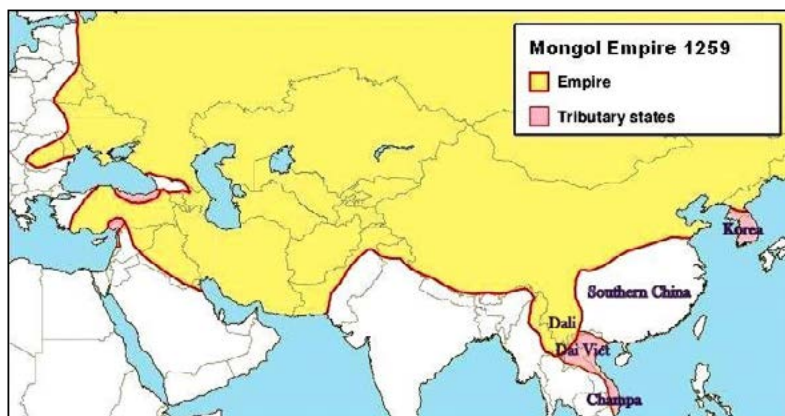 Mongol Empire 1259
Empire
Tributary states
Korea
Southern China
Dali
Dai Viet
Champa